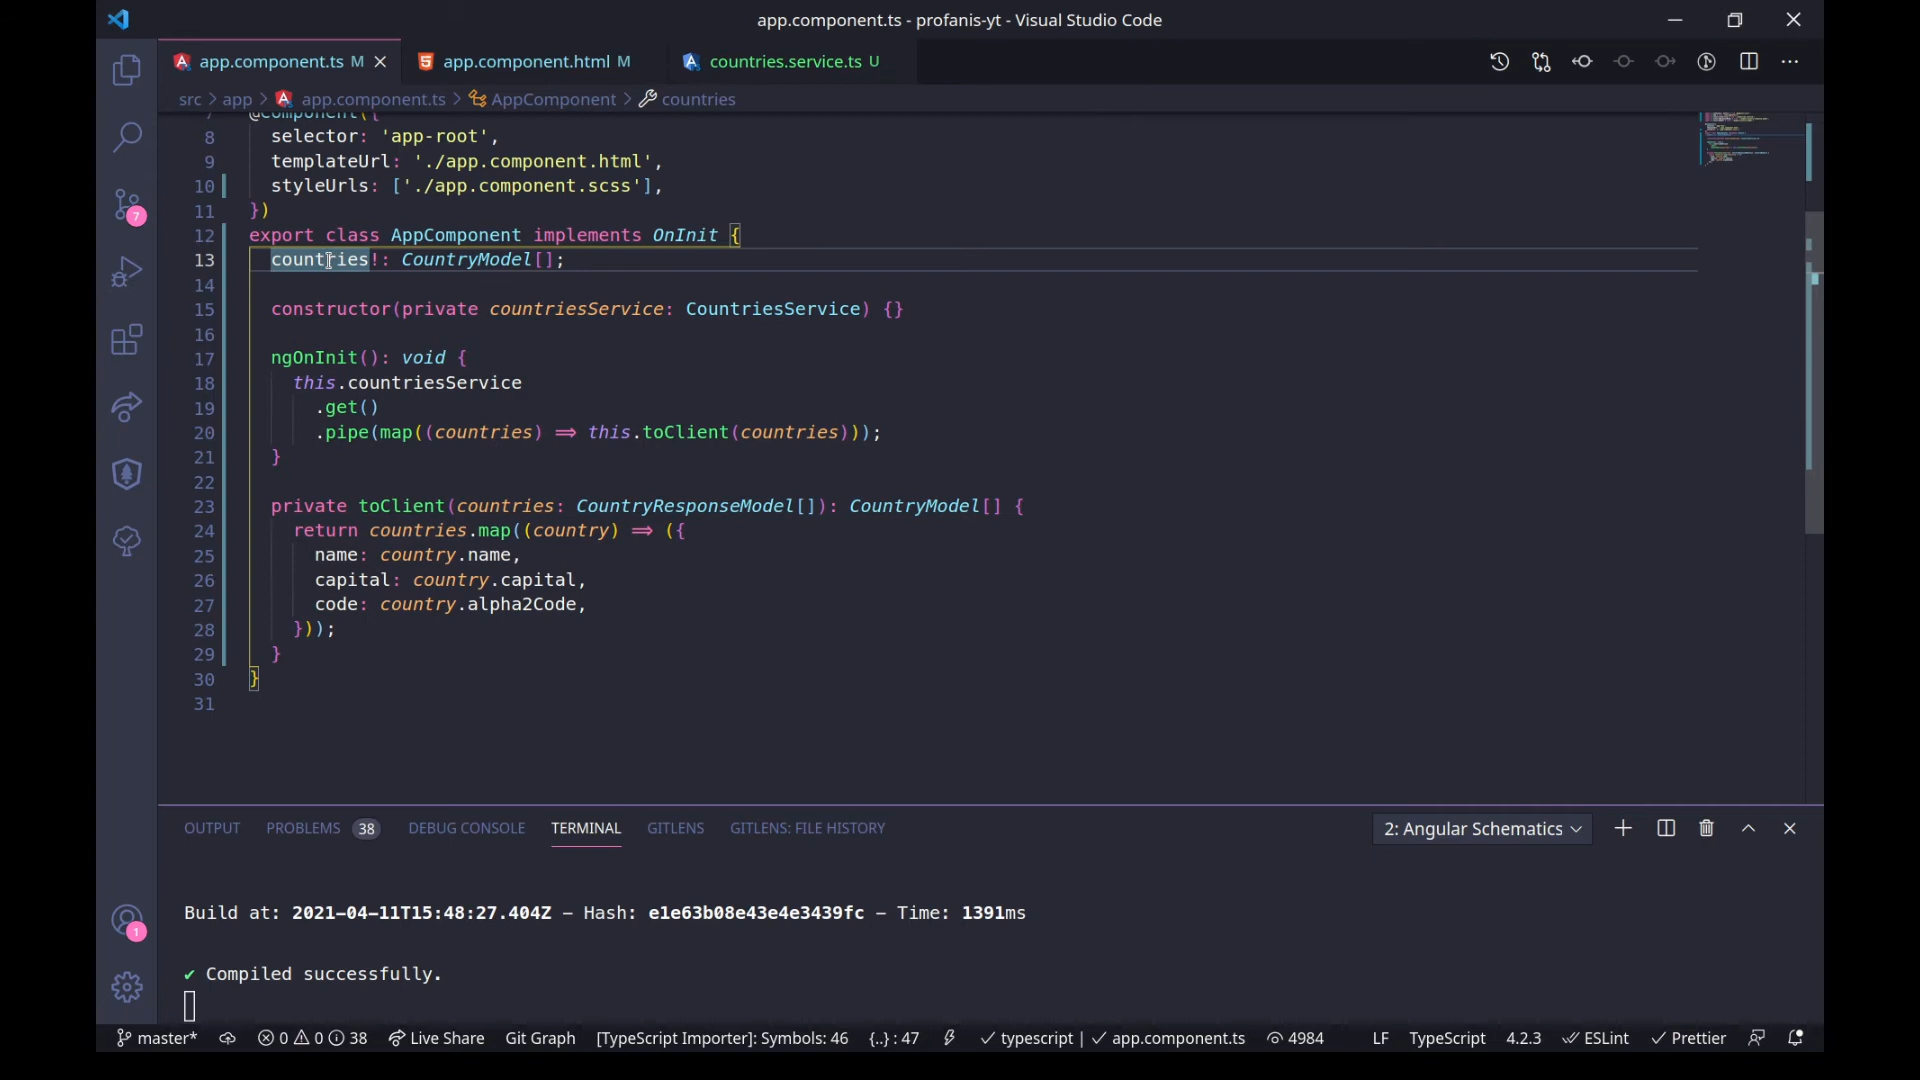 app.component.ts - profanis-yt - Visual Studio Code
app.component.ts M
app.component.html M
countries.service.ts U
src > app > app.component.ts > AppComponent > countries
7 @Component({
8 selector: 'app-root',
9 templateUrl: './app.component.html',
10 styleUrls: ['./app.component.scss'],
11 })
12 export class AppComponent implements OnInit {
13 countries!: CountryModel[];
14
15 constructor(private countriesService: CountriesService) {}
16
17 ngOnInit(): void {
18 this.countriesService
19 .get()
20 .pipe(map((countries) => this.toClient(countries)));
21 }
22
23 private toClient(countries: CountryResponseModel[]): CountryModel[] {
24 return countries.map((country) => ({
25 name: country.name,
26 capital: country.capital,
27 code: country.alpha2Code,
28 }));
29 }
30 }
31
7
OUTPUT PROBLEMS 38 DEBUG CONSOLE TERMINAL GITLENS GITLENS: FILE HISTORY
2: Angular Schematics
Build at: 2021-04-11T15:48:27.404Z - Hash: e1e63b08e43e4e3439fc - Time: 1391ms
✔ Compiled successfully.
1
master* 0 0 38 Live Share Git Graph [TypeScript Importer]: Symbols: 46 {..} : 47 ✓ typescript | ✓ app.component.ts 4984 LF TypeScript 4.2.3 ESLint ✓ Prettier